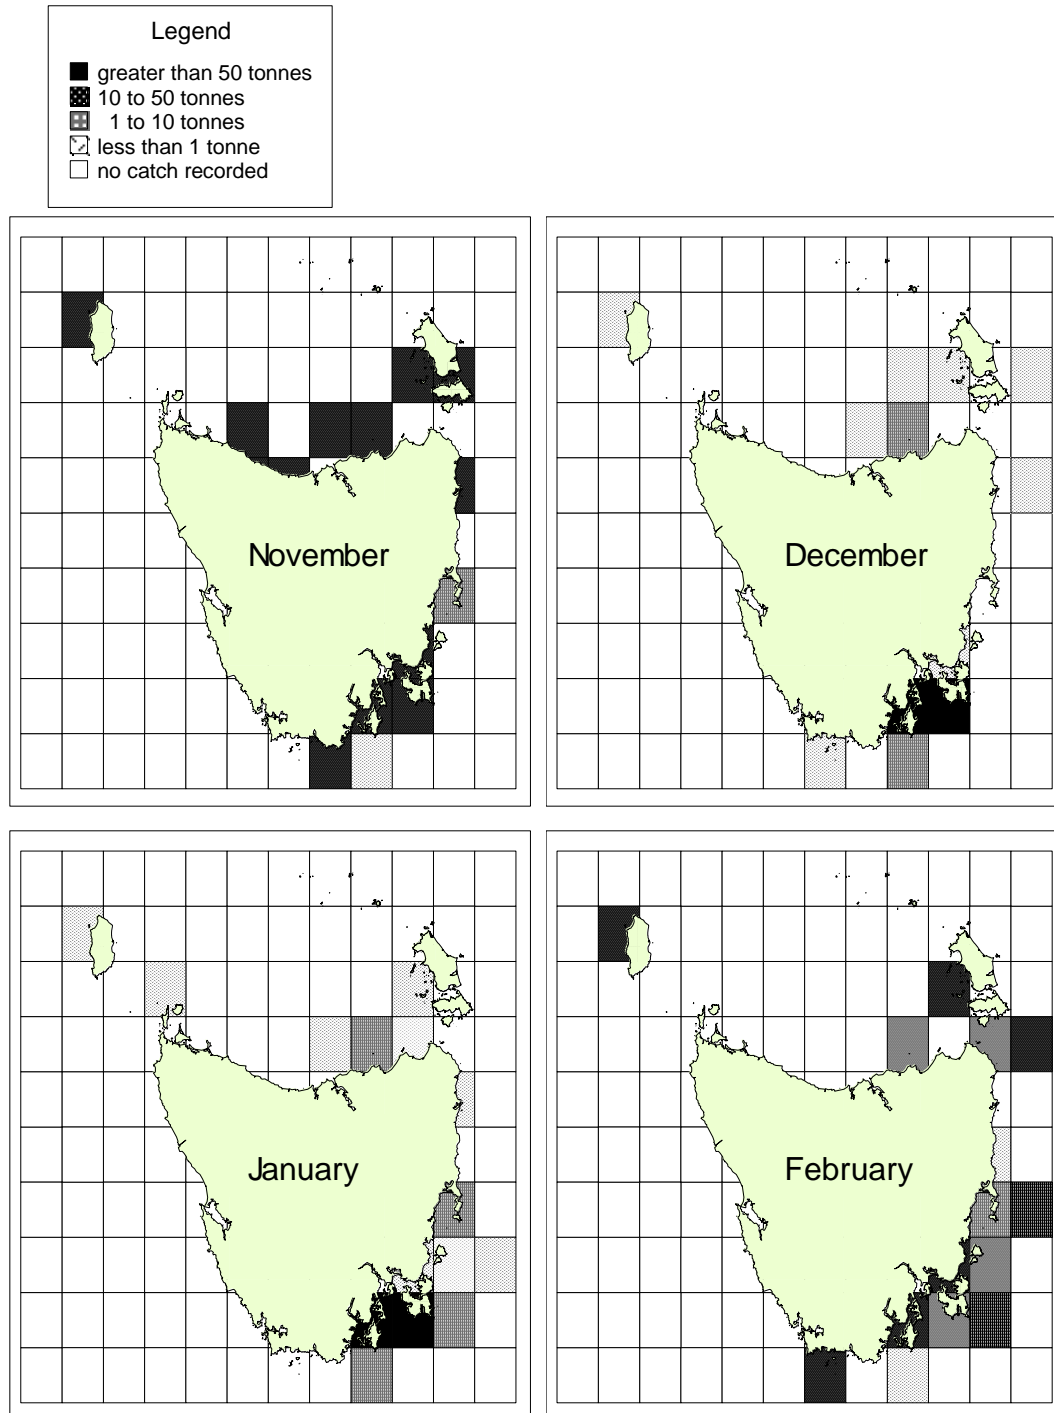 Legend
greater than 50 tonnes
10 to 50 tonnes
1 to 10 tonnes
less than 1 tonne
no catch recorded
November
December
January
February